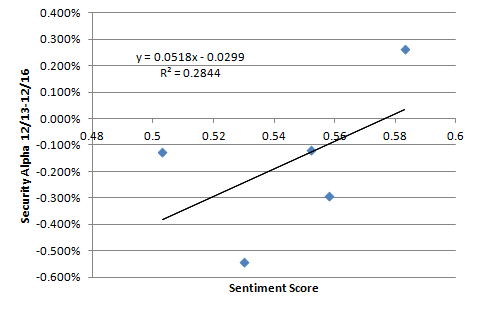 0.400%
0.300%
0.200%
0.100%
0.000%
-0.100%
-0.200%
-0.300%
-0.400%
-0.500%
-0.600%
y = 0.0518x - 0.0299
R² = 0.2844
0.48 0.5 0.52 0.54 0.56 0.58 0.6
Security Alpha 12/13-12/16
Sentiment Score